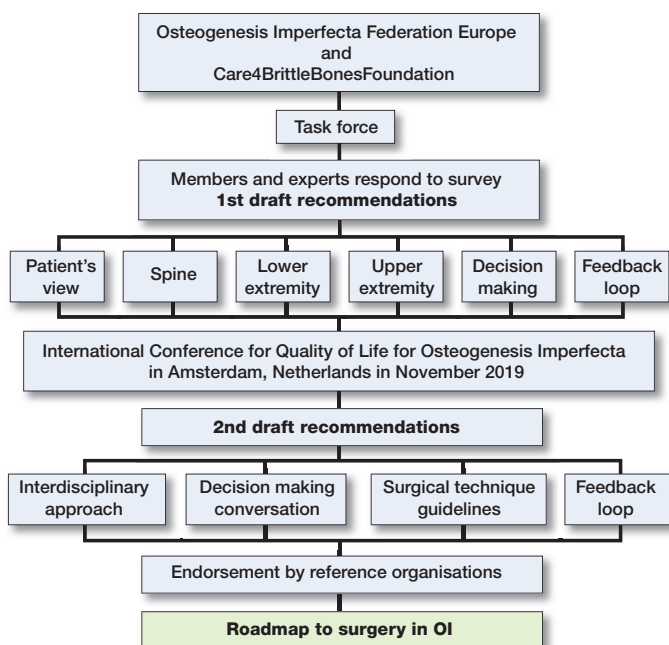 Osteogenesis Imperfecta Federation Europe
and
Care4BrittleBonesFoundation
Task force
Members and experts respond to survey
1st draft recommendations
Patient's
view
Spine
Lower
extremity
Upper
extremity
Decision
making
Feedback
loop
International Conference for Quality of Life for Osteogenesis Imperfecta
in Amsterdam, Netherlands in November 2019
2nd draft recommendations
Interdisciplinary
approach
Decision making
conversation
Surgical technique
guidelines
Feedback
loop
Endorsement by reference organisations
Roadmap to surgery in OI